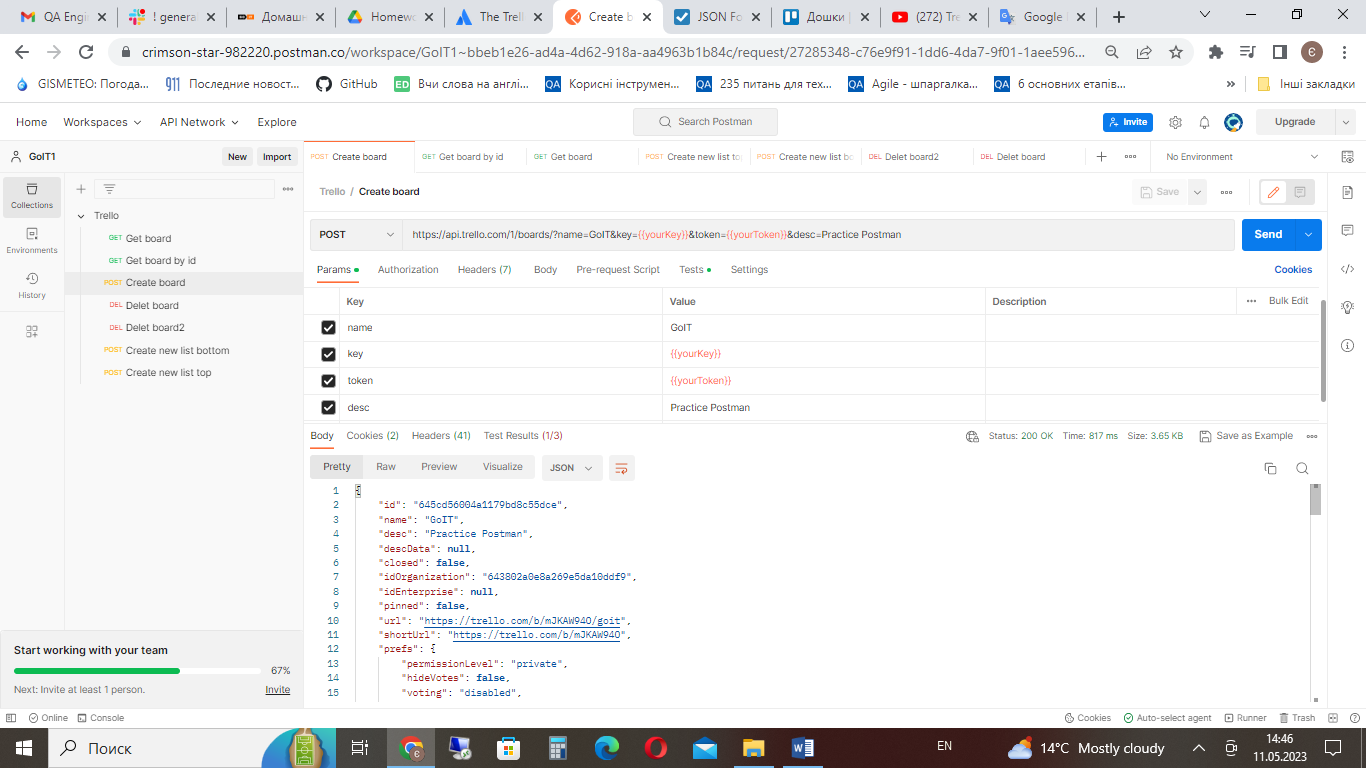 QA Engin
! genera
Домашн
Homew
The Trel
Create b
JSON Fo
Дошки |
(272) Tre
Google
crimson-star-982220.postman.co/workspace/GoIT1~bbeb1e26-ad4a-4d62-918a-aa4963b1b84c/request/27285348-c76e9f91-1dd6-4da7-9f01-1aee596...
GISMETEO: Погода...
Последние новост...
GitHub
Вчи слова на англі...
Корисні інструмен...
235 питань для тех...
Agile - шпаргалка...
6 основних етапів...
»
Інші закладки
Home Workspaces API Network Explore
Search Postman
Invite
Upgrade
GoIT1
New Import
POST Create board
GET Get board by id
GET Get board
POST Create new list to
POST Create new list bo
DEL Delet board2
DEL Delet board
No Environment
Collections
Environments
History
Trello
GET Get board
GET Get board by id
POST Create board
DEL Delet board
DEL Delet board2
POST Create new list bottom
POST Create new list top
Trello / Create board
Save
POST
https://api.trello.com/1/boards/?name=GoIT&key={{yourKey}}&token={{yourToken}}&desc=Practice Postman
Send
Params Authorization Headers (7) Body Pre-request Script Tests Settings
Cookies
Key Value Description Bulk Edit
name GoIT
key {{yourKey}}
token {{yourToken}}
desc Practice Postman
Body Cookies (2) Headers (41) Test Results (1/3)
Status: 200 OK Time: 817 ms Size: 3.65 KB Save as Example
Pretty Raw Preview Visualize JSON
1 {
2 "id": "645cd56004a1179bd8c55dce",
3 "name": "GoIT",
4 "desc": "Practice Postman",
5 "descData": null,
6 "closed": false,
7 "idOrganization": "643802a0e8a269e5da10ddf9",
8 "idEnterprise": null,
9 "pinned": false,
10 "url": "https://trello.com/b/mJKAW94O/goit",
11 "shortUrl": "https://trello.com/b/mJKAW94O",
12 "prefs": {
13 "permissionLevel": "private",
14 "hideVotes": false,
15 "voting": "disabled",
Start working with your team
67%
Next: Invite at least 1 person. Invite
Online Console
Cookies Auto-select agent Runner Trash
Поиск
EN
14°C Mostly cloudy
14:46
11.05.2023